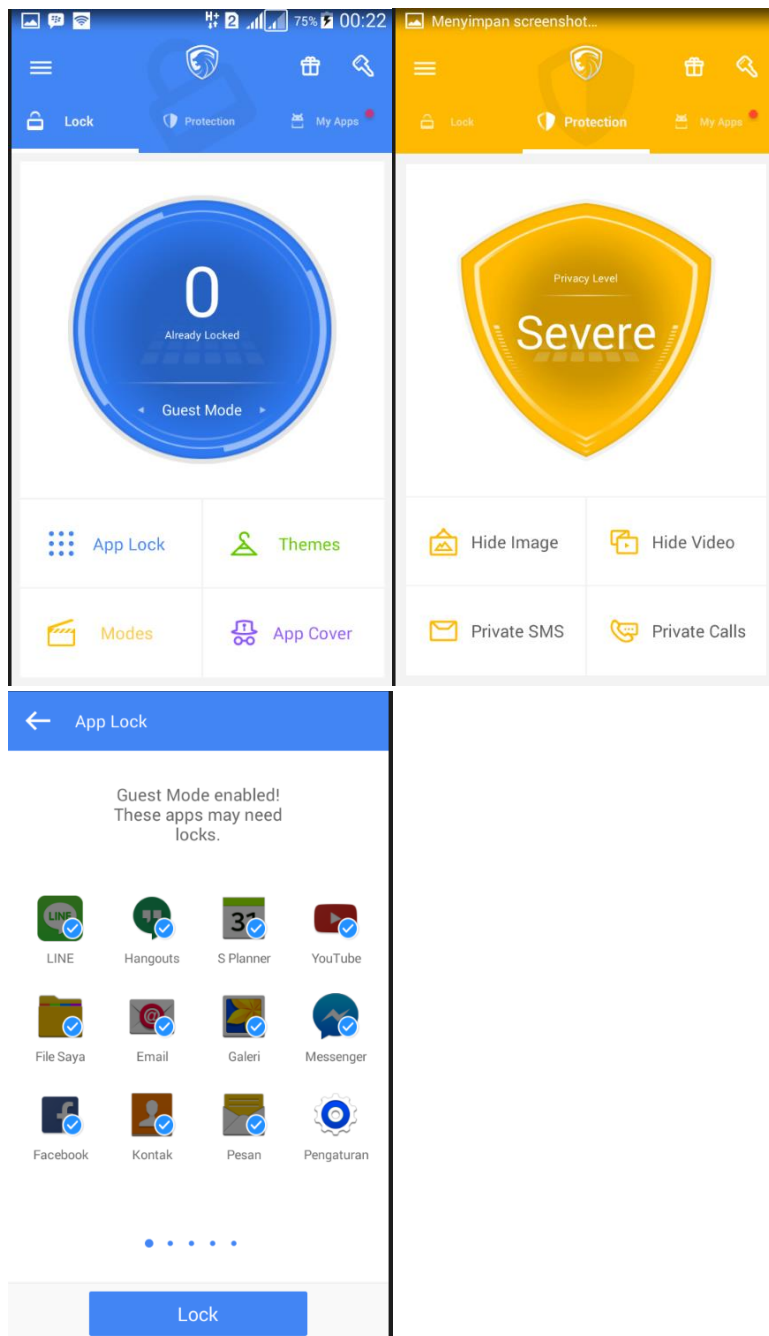 H+ 2 75% 00:22
Lock Protection My Apps
0
Already Locked
Guest Mode
App Lock Themes
Modes App Cover
Menyimpan screenshot...
Lock Protection My Apps
Privacy Level
Severe
Hide Image Hide Video
Private SMS Private Calls
App Lock
Guest Mode enabled!
These apps may need
locks.
LINE 31
LINE Hangouts S Planner YouTube
File Saya Email Galeri Messenger
Facebook Kontak Pesan Pengaturan
Lock